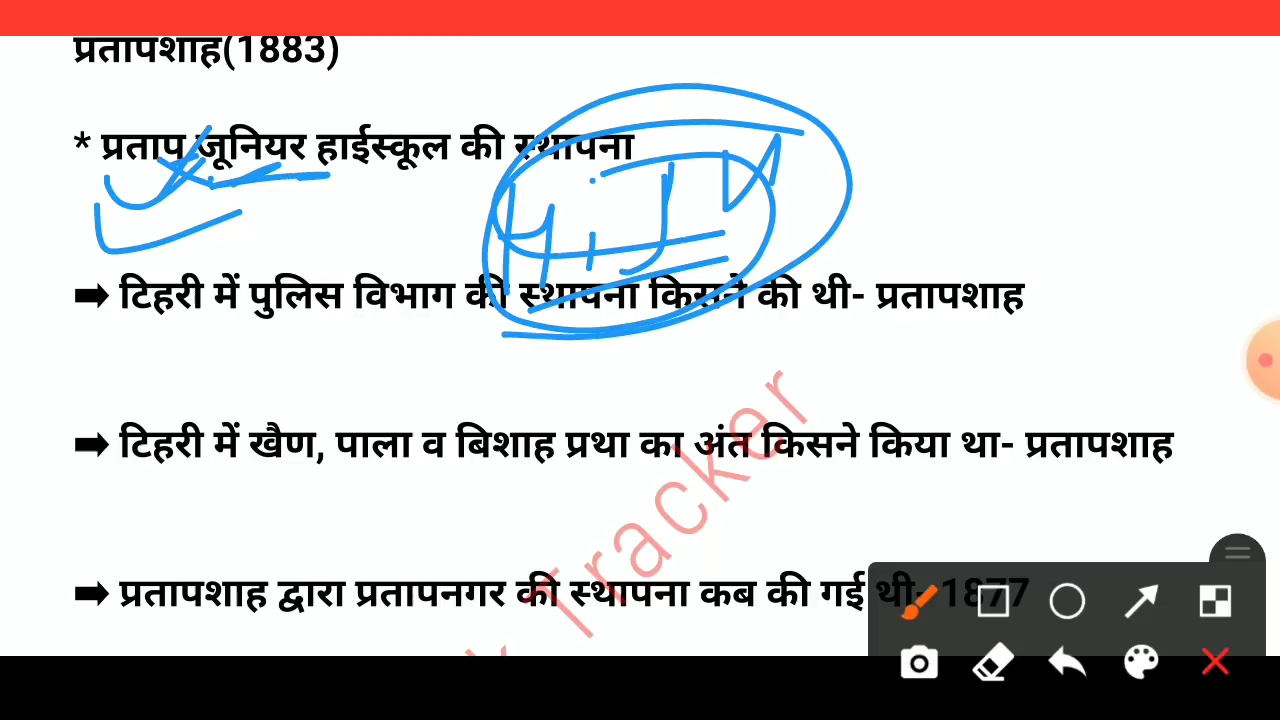 प्रतापशाह(1883)
* प्रताप जूनियर हाईस्कूल की स्थापना
➡ टिहरी में पुलिस विभाग की स्थापना किसने की थी- प्रतापशाह
➡ टिहरी में खैण, पाला व बिशाह प्रथा का अंत किसने किया था- प्रतापशाह
➡ प्रतापशाह द्वारा प्रतापनगर की स्थापना कब की गई थी- 1877
Tracker